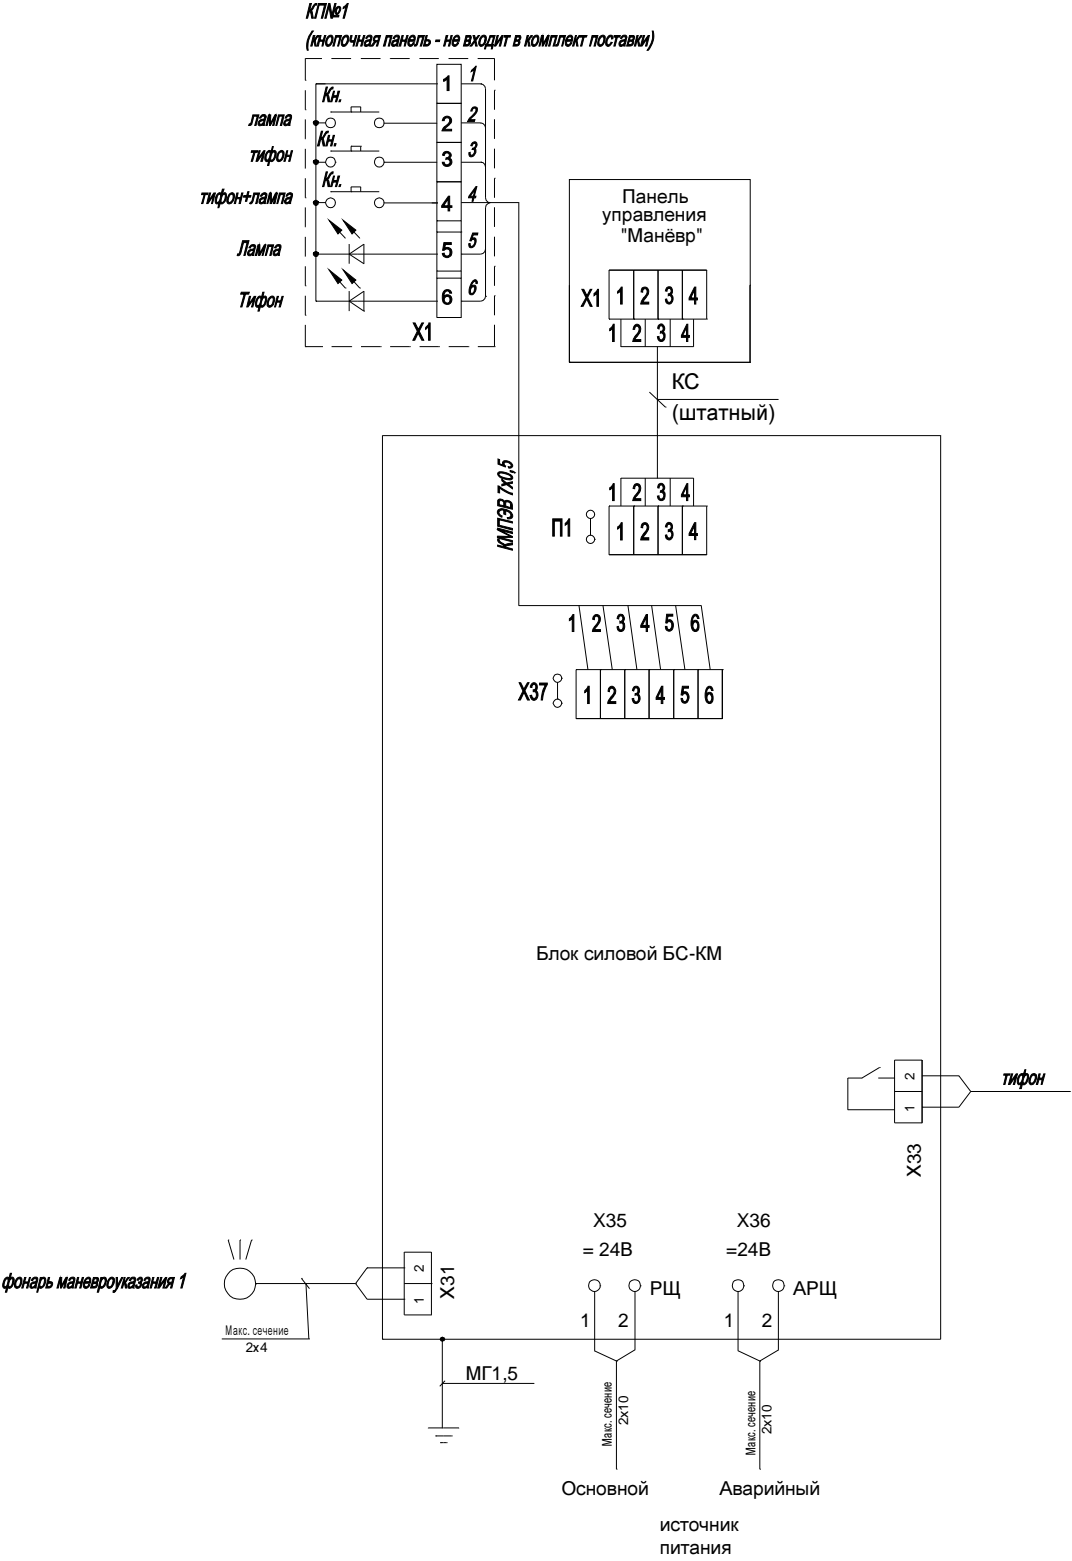 КП№1
(кнопочная панель - не входит в комплект поставки)
1 1
Кн.
лампа 2 2
Кн.
тифон 3 3
Кн.
тифон+лампа 4 4
Лампа 5 5
Тифон 6 6
X1
Панель
управления
"Манёвр"
X1 1 2 3 4
1 2 3 4
КС
(штатный)
КМПЭВ 7x0,5
1 2 3 4
П1 1 2 3 4
1 2 3 4 5 6
X37 1 2 3 4 5 6
Блок силовой БС-КМ
2
1
тифон
X33
X35 X36
= 24В =24В
РЩ АРЩ
1 2 1 2
фонарь маневроуказания 1
2
1
X31
Макс. сечение
2x4
МГ1,5
Макс. сечение
2x10
Макс. сечение
2x10
Основной Аварийный
источник
питания